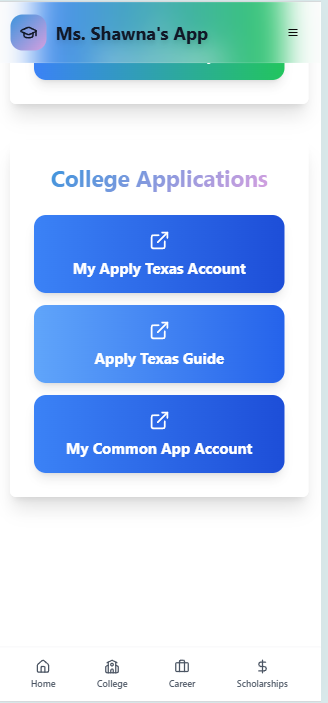 Ms. Shawna's App
College Applications
My Apply Texas Account
Apply Texas Guide
My Common App Account
Home College Career Scholarships